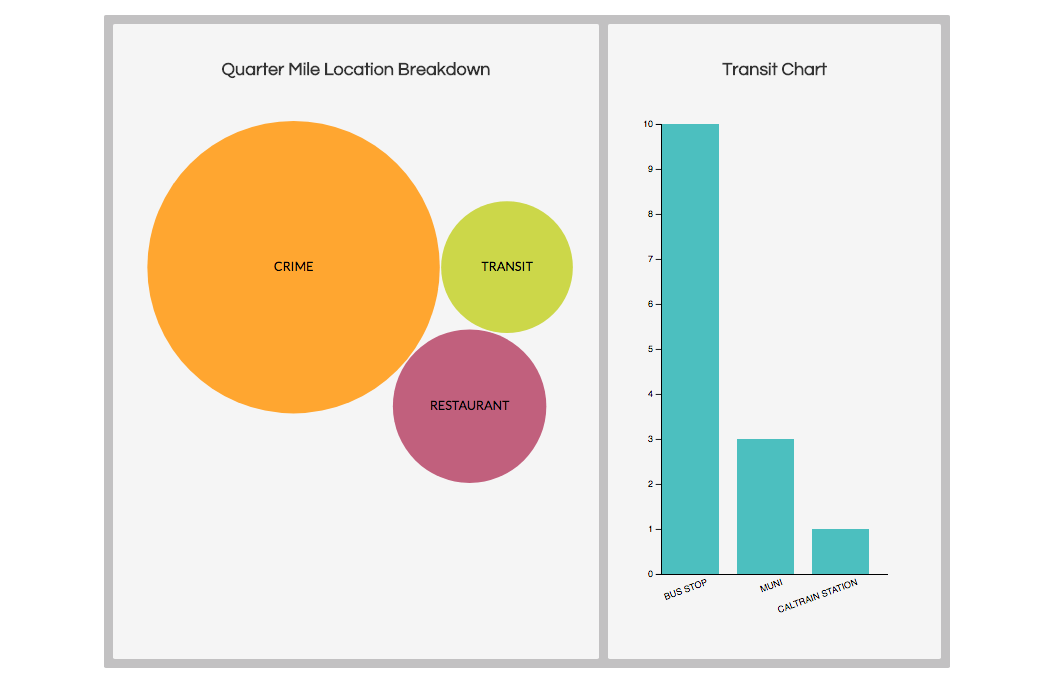 Quarter Mile Location Breakdown
CRIME
TRANSIT
RESTAURANT
Transit Chart
10
9
8
7
6
5
4
3
2
1
0
BUS STOP
MUNI
CALTRAIN STATION